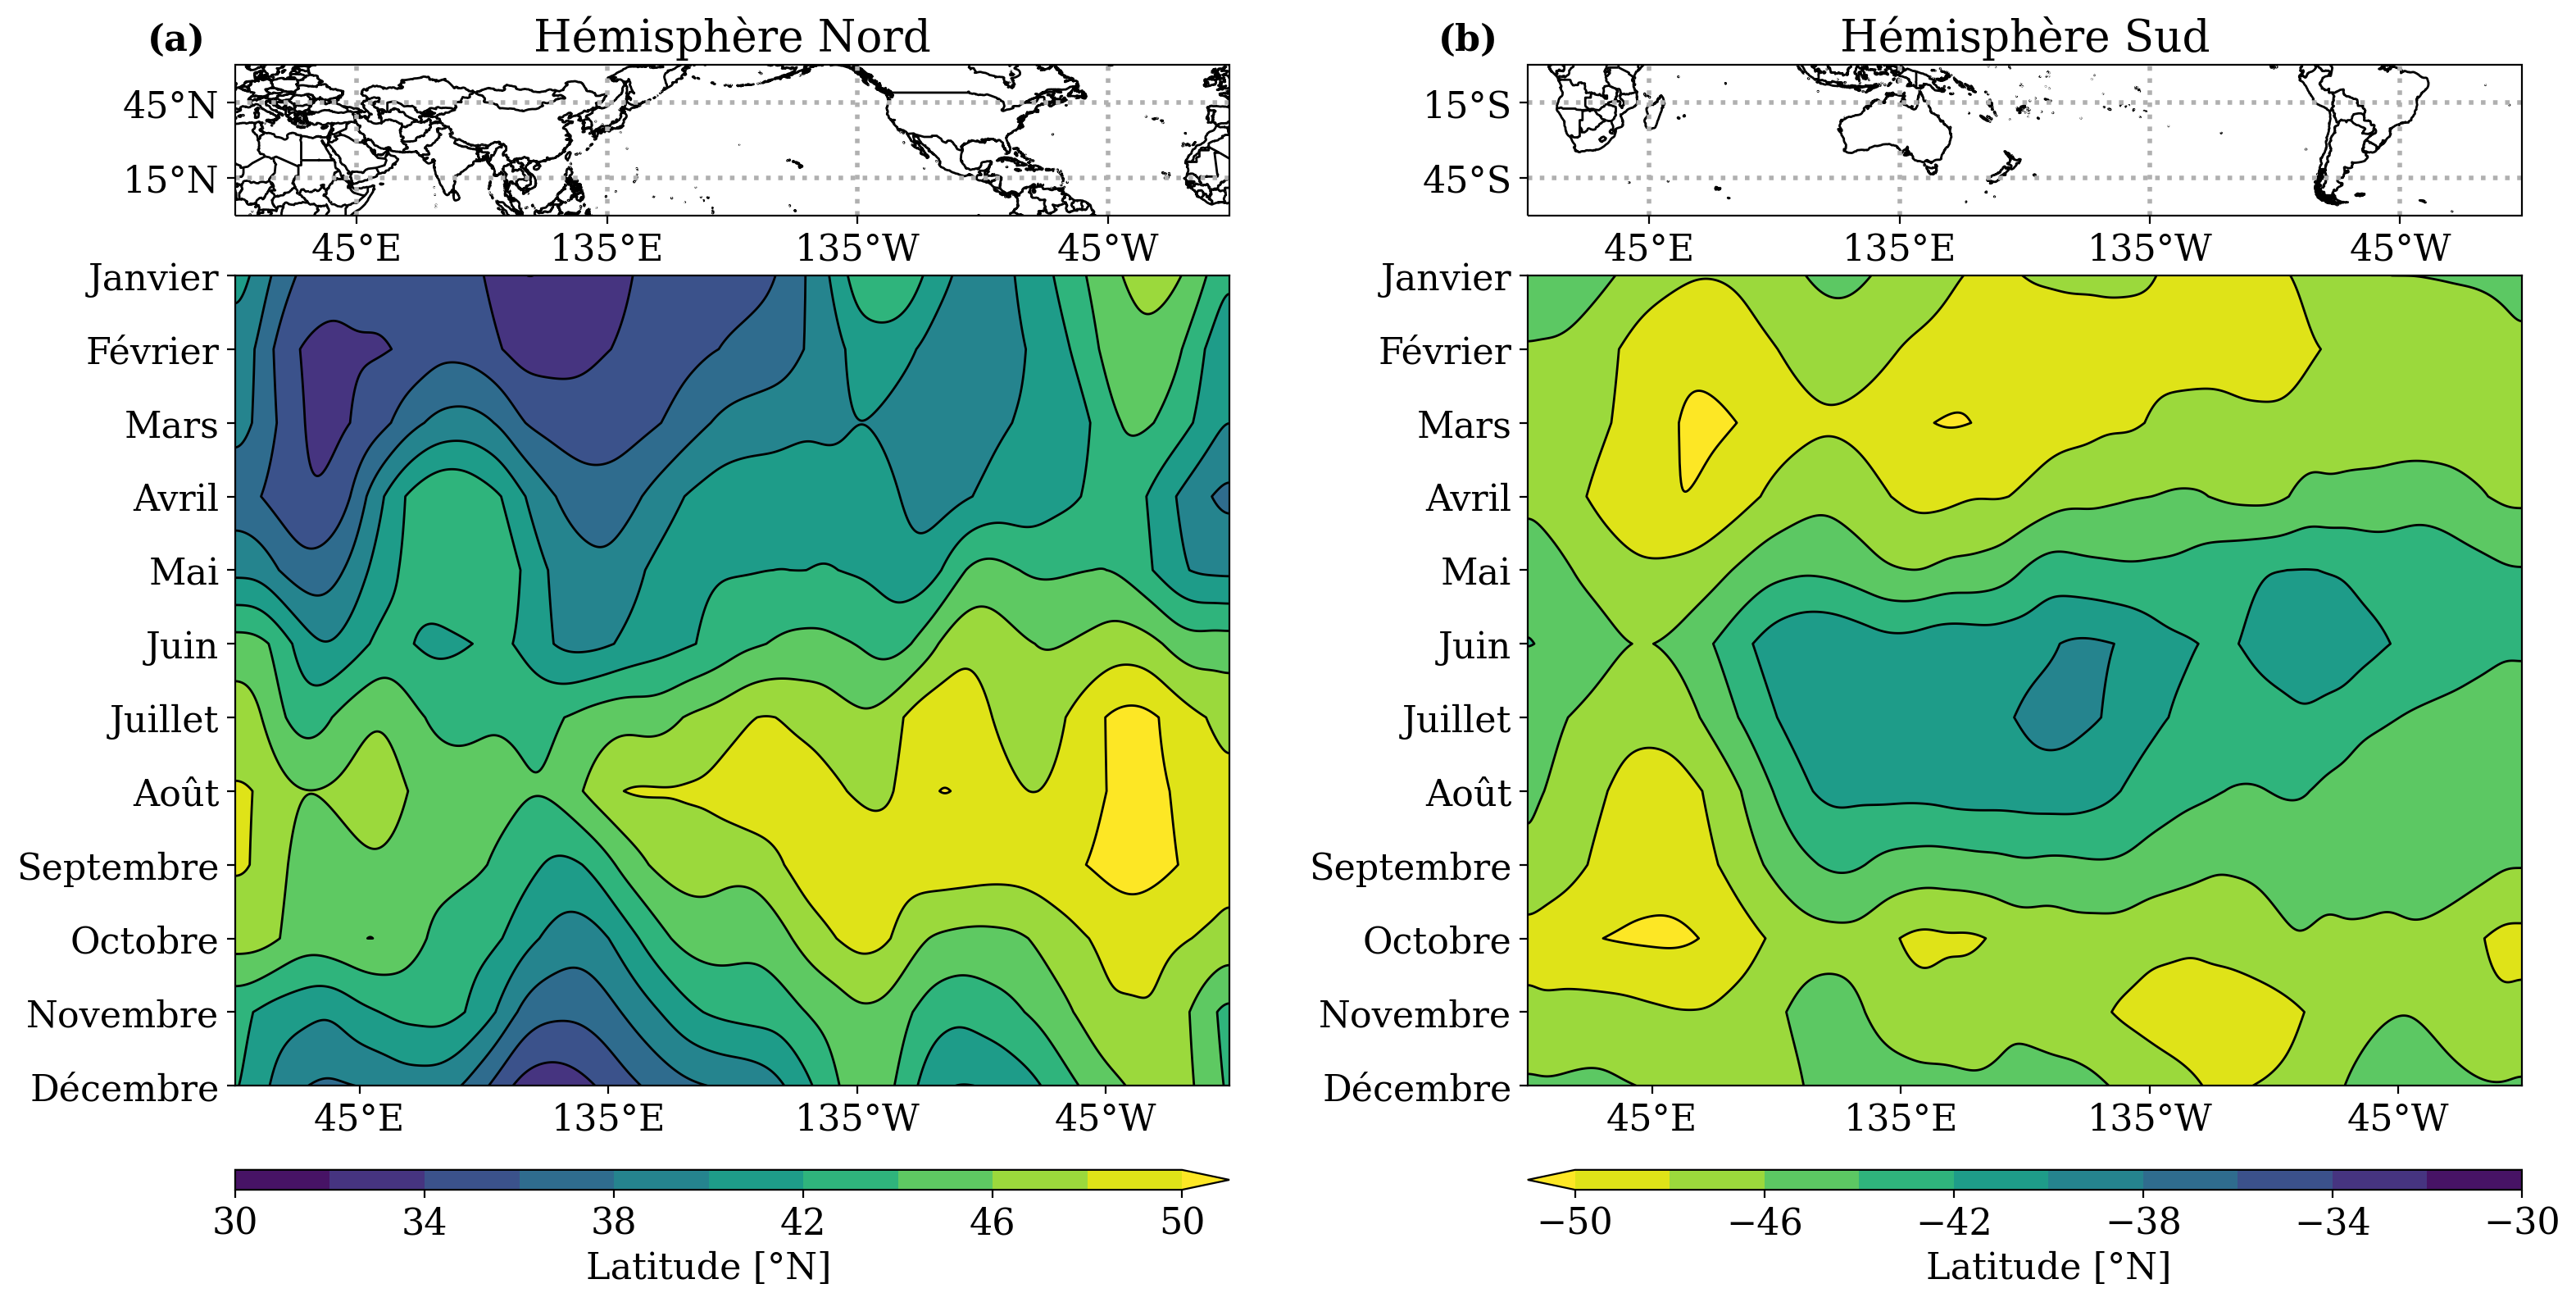 (a) Hémisphère Nord
45°N
15°N
45°E 135°E 135°W 45°W
Janvier
Février
Mars
Avril
Mai
Juin
Juillet
Août
Septembre
Octobre
Novembre
Décembre
45°E 135°E 135°W 45°W
30 34 38 42 46 50
Latitude [°N]
(b) Hémisphère Sud
15°S
45°S
45°E 135°E 135°W 45°W
Janvier
Février
Mars
Avril
Mai
Juin
Juillet
Août
Septembre
Octobre
Novembre
Décembre
45°E 135°E 135°W 45°W
−50 −46 −42 −38 −34 −30
Latitude [°N]